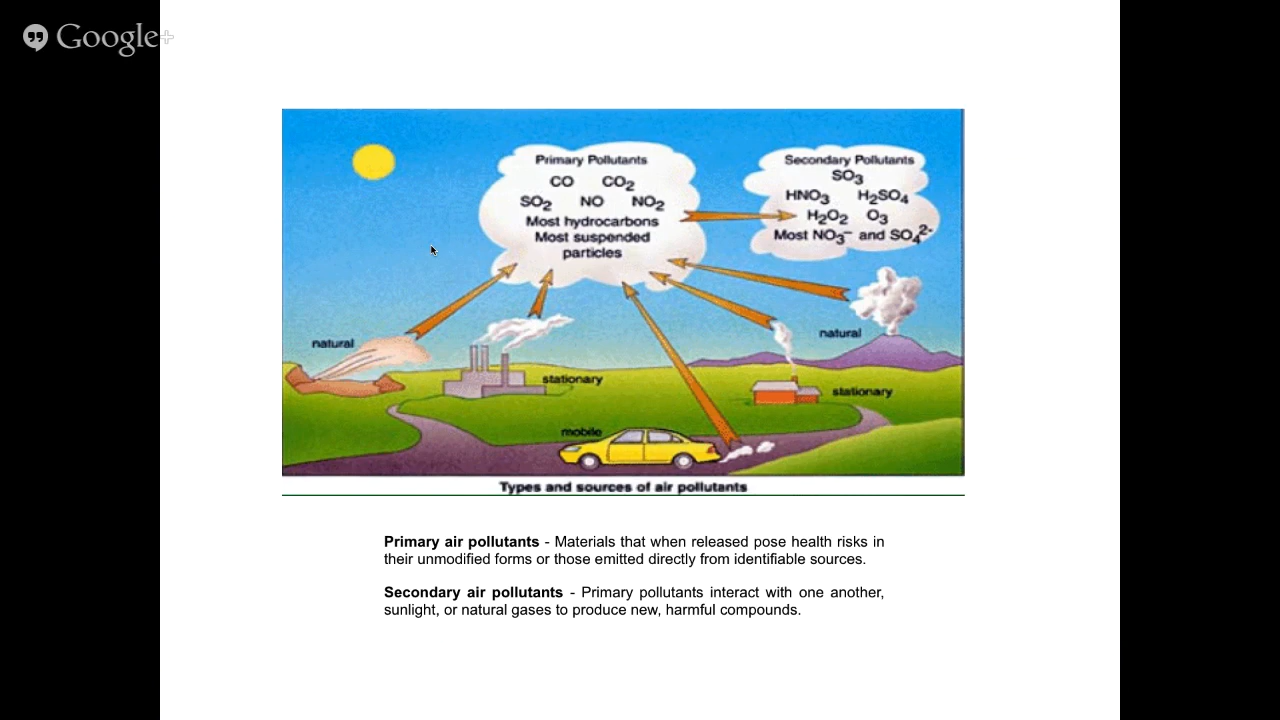 Google+
Primary Pollutants
CO CO₂
SO₂ NO NO₂
Most hydrocarbons
Most suspended
particles
Secondary Pollutants
SO₃
HNO₃ H₂SO₄
H₂O₂ O₃
Most NO₃⁻ and SO₄²⁻
natural
stationary
mobile
natural
stationary
Types and sources of air pollutants
Primary air pollutants - Materials that when released pose health risks in
their unmodified forms or those emitted directly from identifiable sources.
Secondary air pollutants - Primary pollutants interact with one another,
sunlight, or natural gases to produce new, harmful compounds.